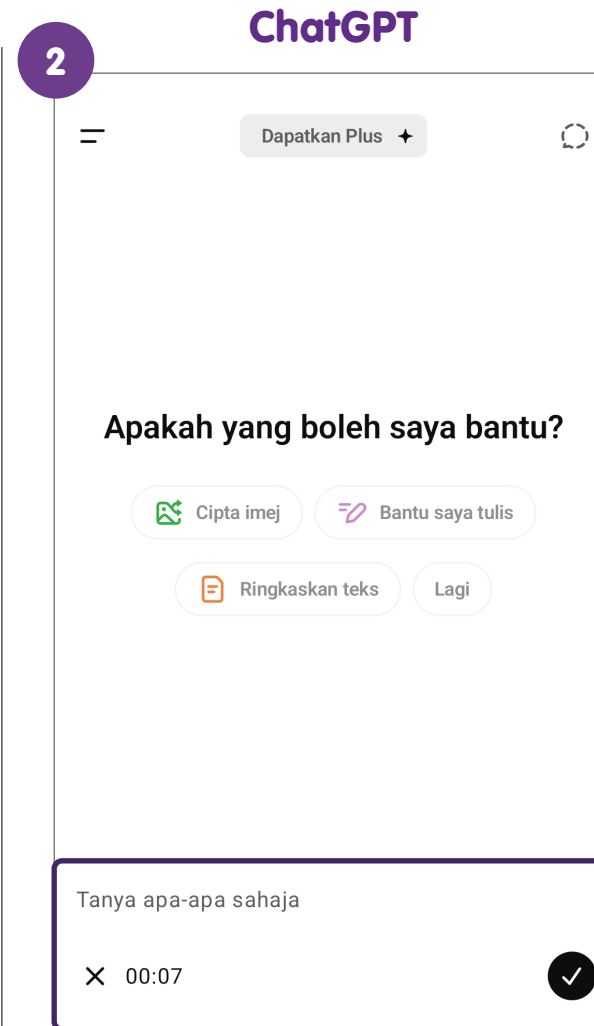 ChatGPT
2
Dapatkan Plus
Apakah yang boleh saya bantu?
Cipta imej
Bantu saya tulis
Ringkaskan teks
Lagi
Tanya apa-apa sahaja
00:07